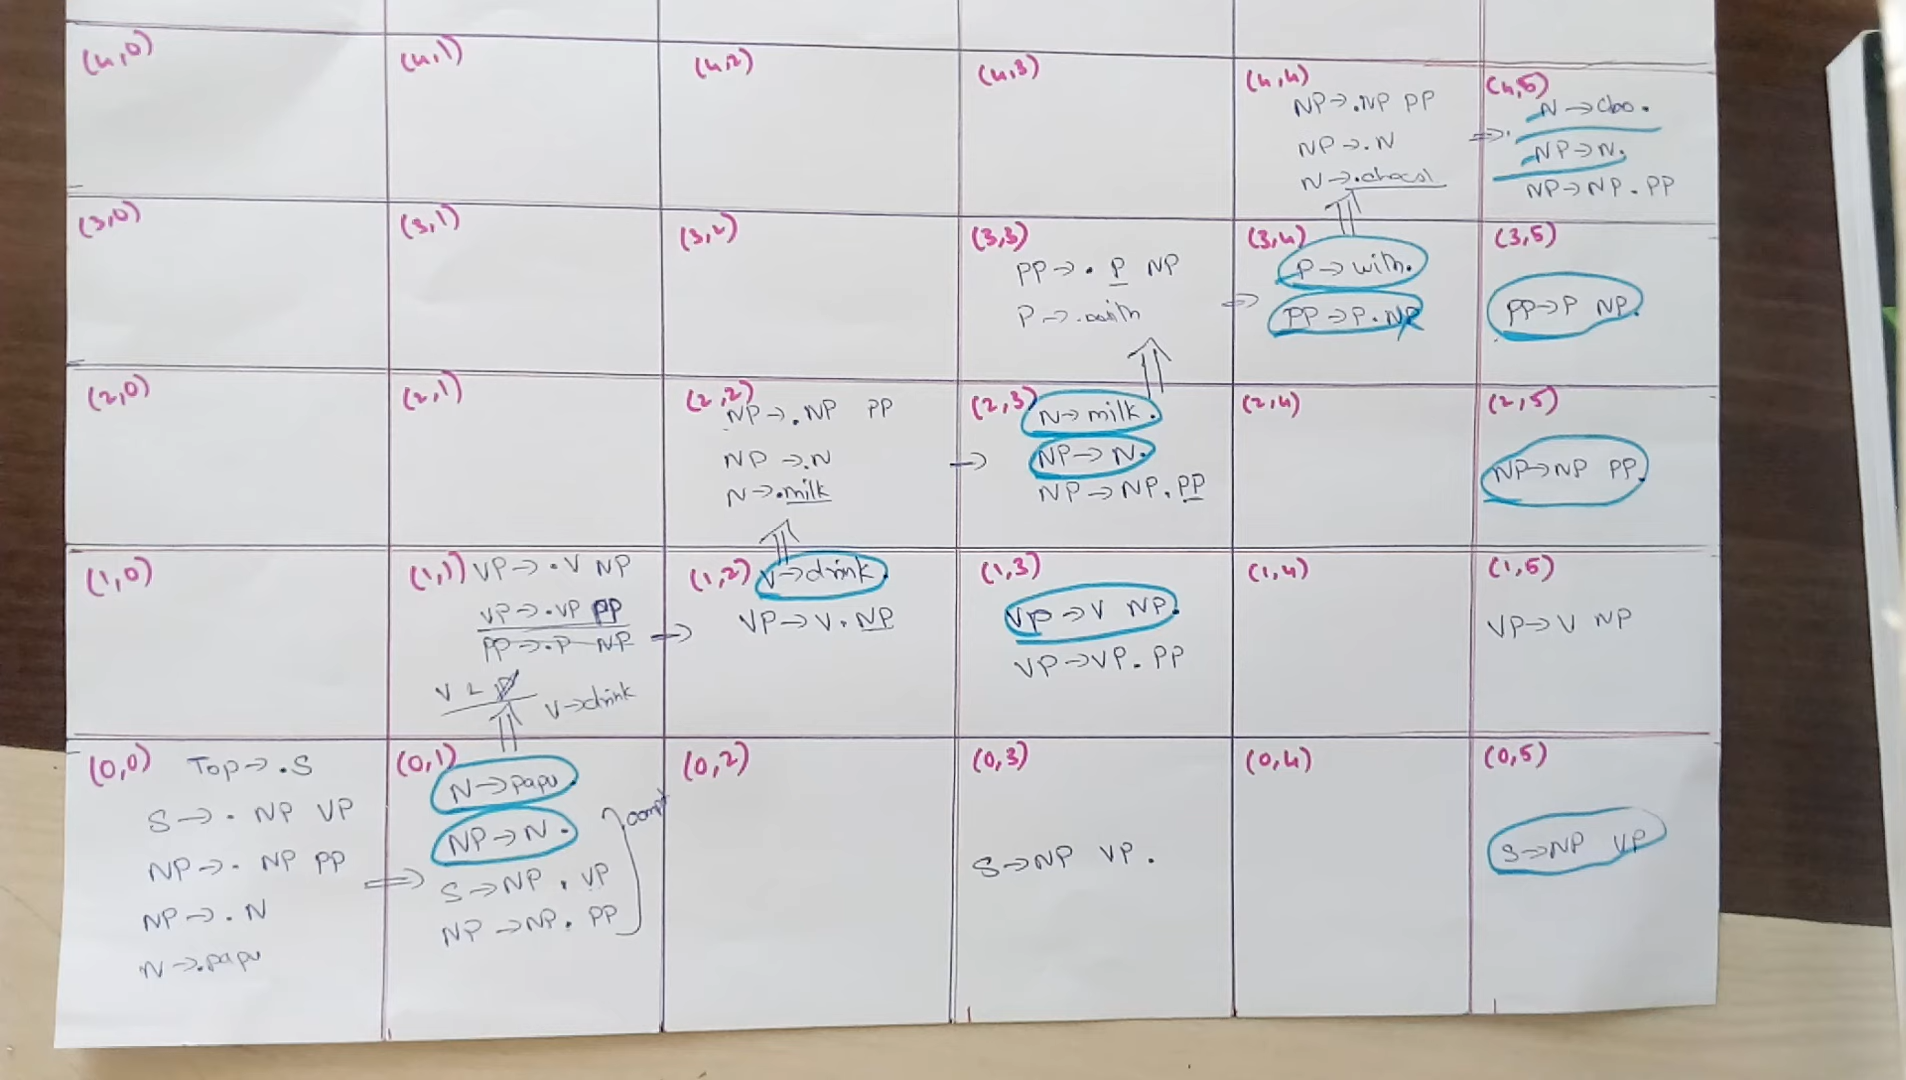 (4,0)
(4,1)
(4,2)
(4,3)
(4,4)
NP→.NP PP
NP→.N
N→.chocol
(4,5)
⇒.
N→cho.
NP→N.
NP→NP.PP
(3,0)
(3,1)
(3,2)
(3,3)
PP→. P NP
P→.with
⇒
(3,4)
P→with.
PP→P.NP
(3,5)
PP→P NP.
(2,0)
(2,1)
(2,2)
NP→.NP PP
NP→.N
N→.milk
→
(2,3)
N→milk.
NP→N.
NP→NP.PP
(2,4)
(2,5)
NP→NP PP.
(1,0)
(1,1)
VP→.V NP
VP→.VP PP
PP→.P NP
V→drink
→
(1,2)
V→drink.
VP→V.NP
(1,3)
VP→V NP.
VP→VP.PP
(1,4)
(1,5)
VP→V NP
(0,0)
Top→.S
S→. NP VP
NP→. NP PP
NP→.N
N→.papu
⇒
(0,1)
N→papu.
NP→N.
S→NP . VP
NP→NP. PP
(0,2)
(0,3)
S→NP VP.
(0,4)
(0,5)
S→NP VP